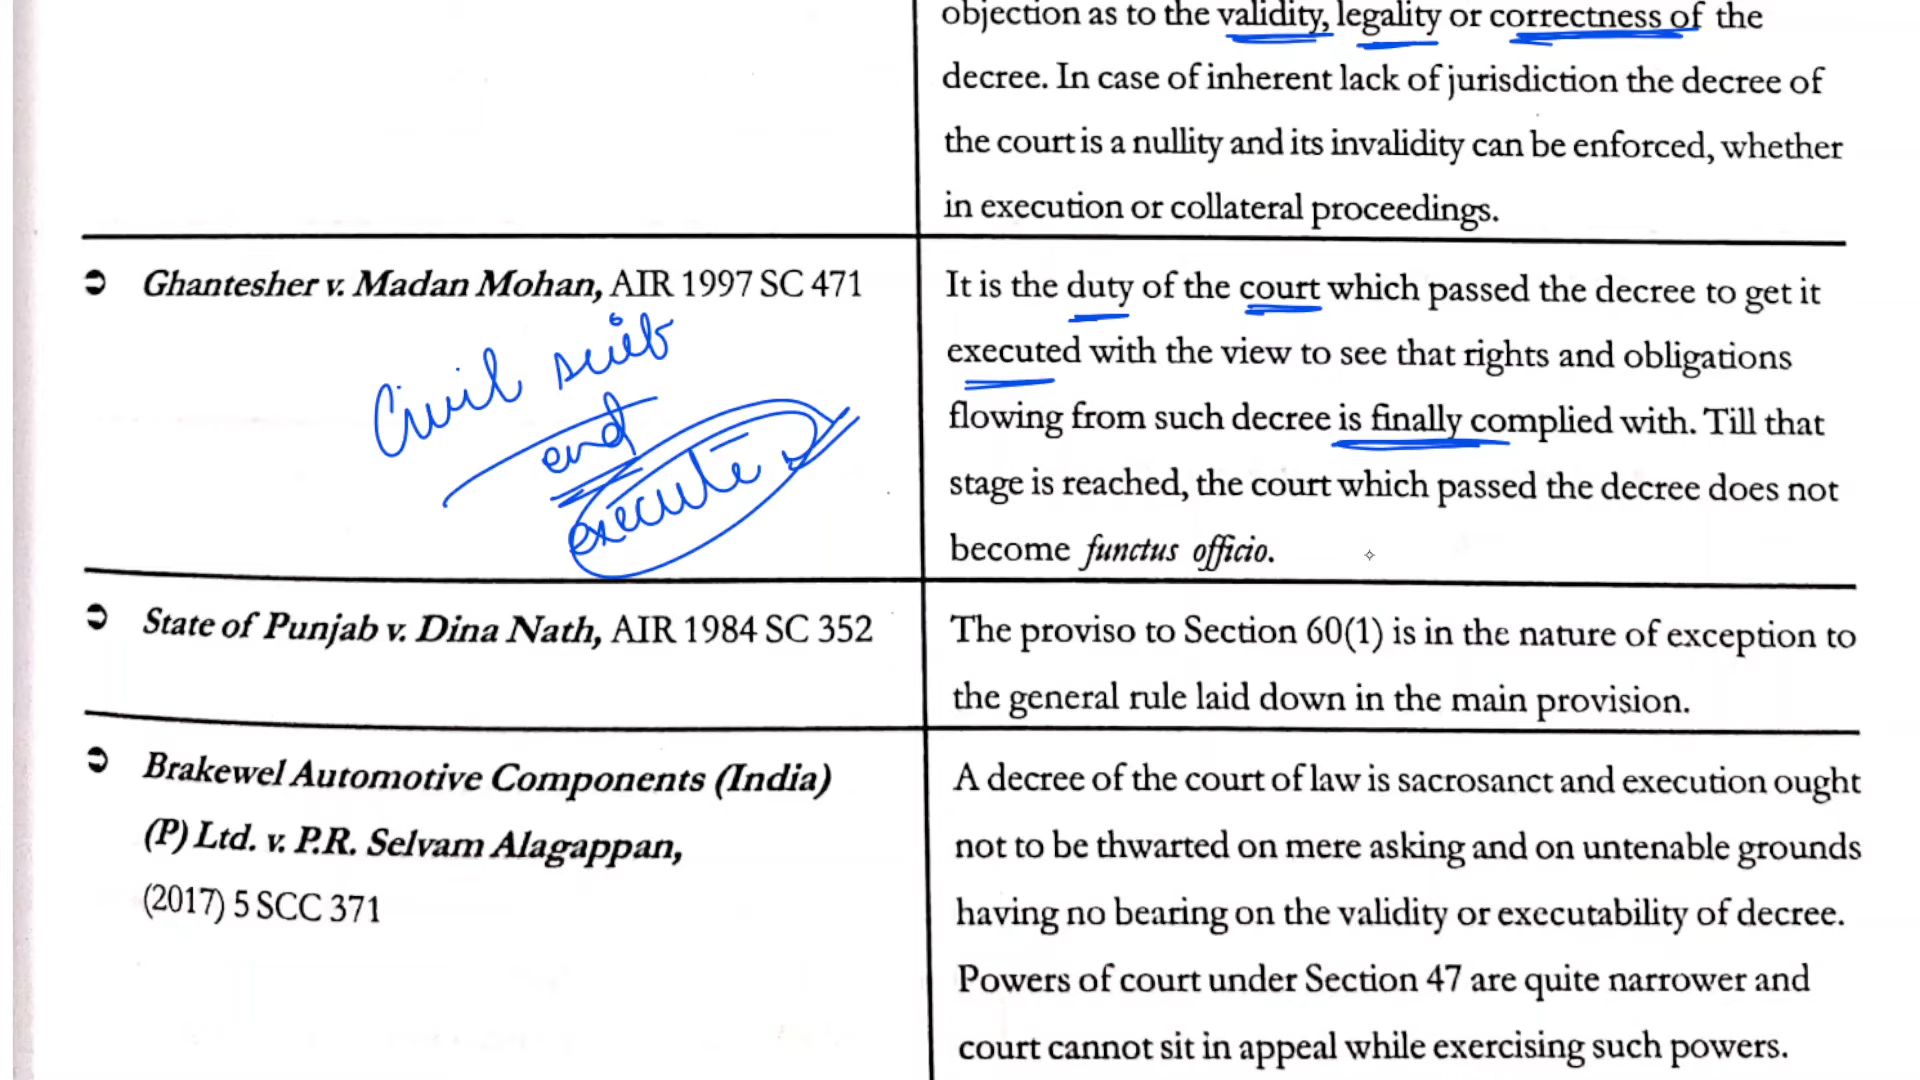 objection as to the validity, legality or correctness of the
decree. In case of inherent lack of jurisdiction the decree of
the court is a nullity and its invalidity can be enforced, whether
in execution or collateral proceedings.
Ghantesher v. Madan Mohan, AIR 1997 SC 471
Civil suit
end
execute
It is the duty of the court which passed the decree to get it
executed with the view to see that rights and obligations
flowing from such decree is finally complied with. Till that
stage is reached, the court which passed the decree does not
become functus officio.
State of Punjab v. Dina Nath, AIR 1984 SC 352
The proviso to Section 60(1) is in the nature of exception to
the general rule laid down in the main provision.
Brakewel Automotive Components (India)
(P) Ltd. v. P.R. Selvam Alagappan,
(2017) 5 SCC 371
A decree of the court of law is sacrosanct and execution ought
not to be thwarted on mere asking and on untenable grounds
having no bearing on the validity or executability of decree.
Powers of court under Section 47 are quite narrower and
court cannot sit in appeal while exercising such powers.